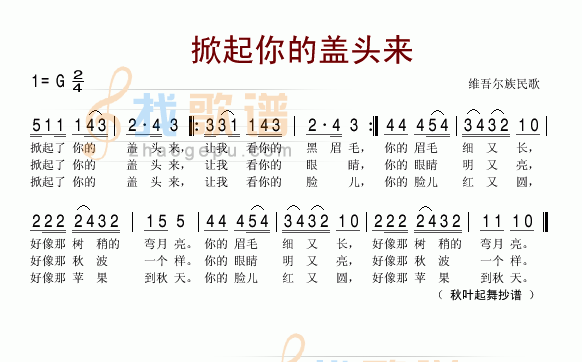 掀起你的盖头来
1=G 2/4
维吾尔族民歌
511 143 | 2·43 |: 331 143 | 2·43 :| 44 454 | 3432 10 |
掀起了 你的 盖 头 来, 让我 看你的 黑 眉 毛, 你的 眉毛 细 又 长,
掀起了 你的 盖 头 来, 让我 看你的 眼 睛, 你的 眼睛 明 又 亮,
掀起了 你的 盖 头 来, 让我 看你的 脸 儿, 你的 脸儿 红 又 圆,
222 2432 | 155 | 44 454 | 3432 10 | 222 2432 | 1110 ‖
好像那 树 梢的 弯月 亮。 你的 眉毛 细 又 长, 好像那 树 梢的 弯月 亮。
好像那 秋 波 一个 样。 你的 眼睛 明 又 亮, 好像那 秋 波 一个 样。
好像那 苹 果 到秋 天。 你的 脸儿 红 又 圆, 好像那 苹 果 到秋 天。
( 秋叶起舞抄谱 )
找歌谱
zhaogepu.com